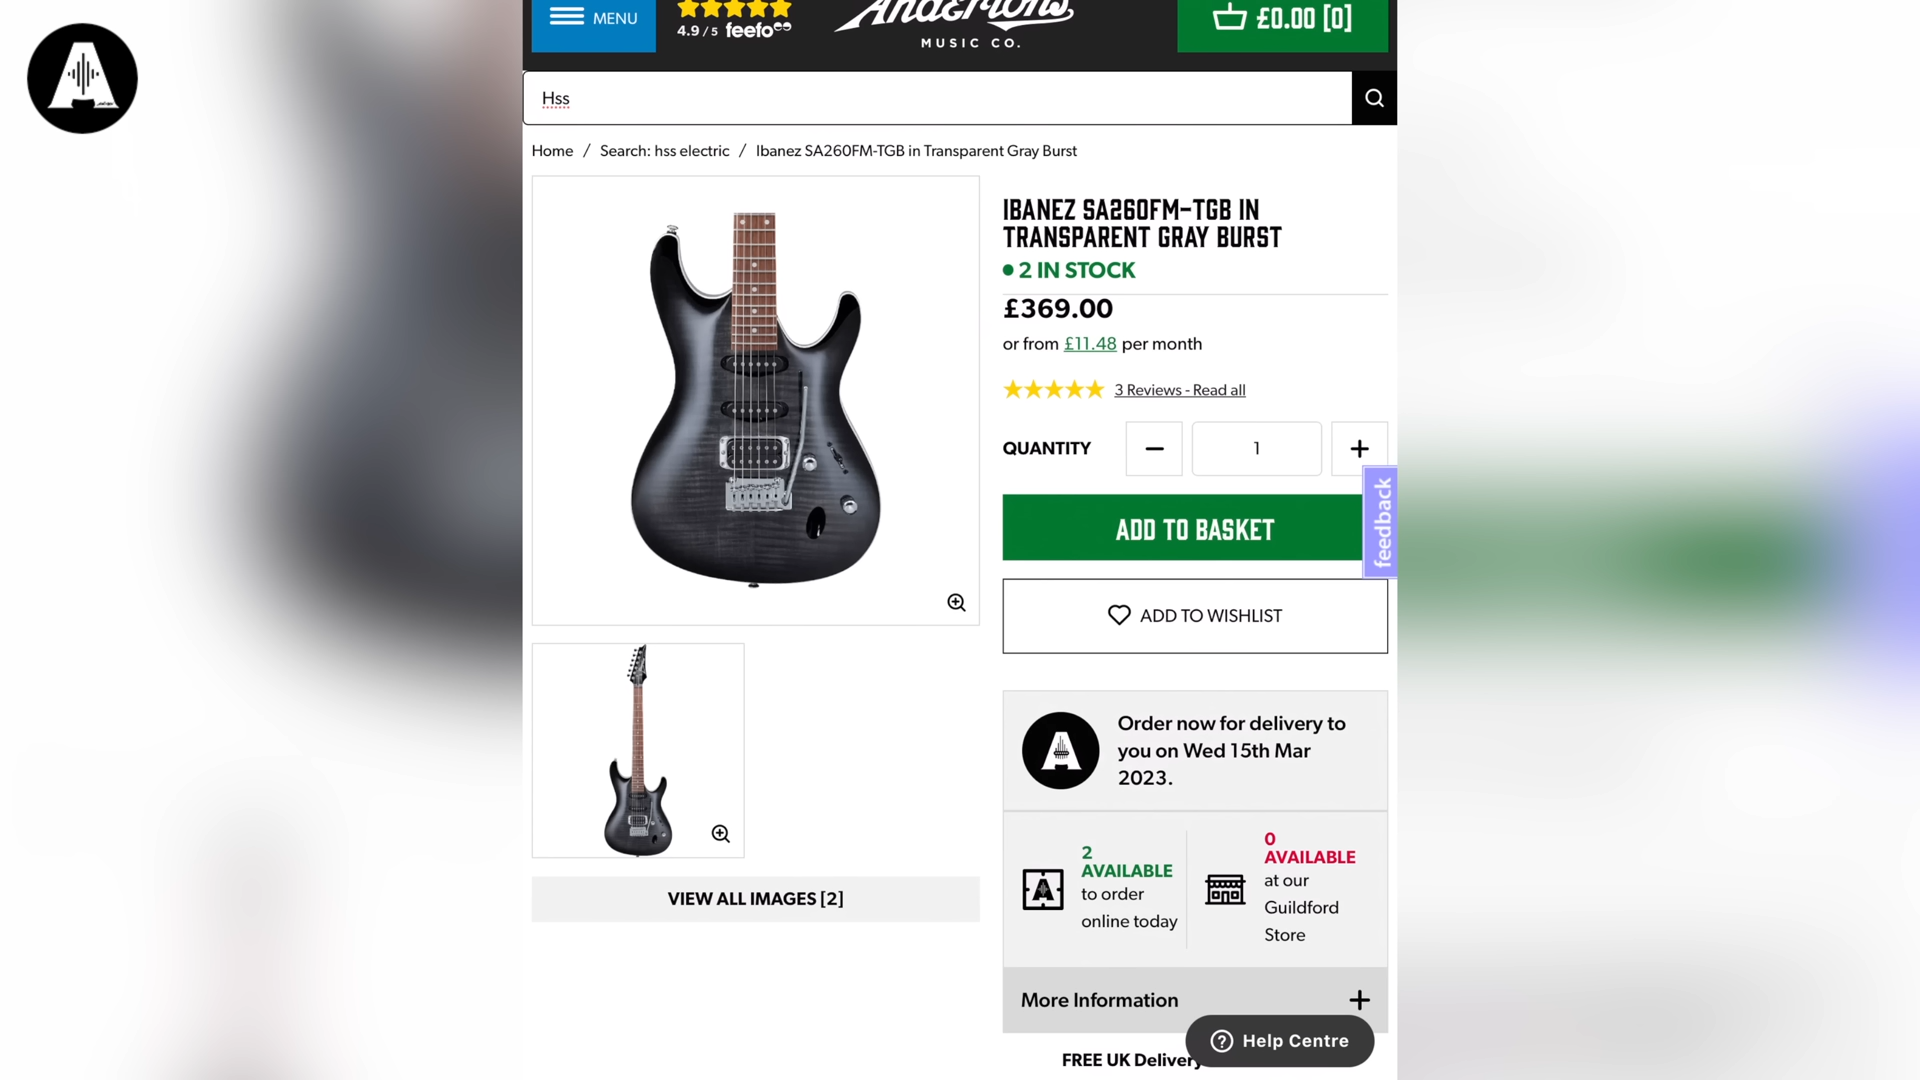 MENU
4.9 / 5 feefo
Andertons
MUSIC CO.
£0.00 [0]
Hss
Home / Search: hss electric / Ibanez SA260FM-TGB in Transparent Gray Burst
IBANEZ SA260FM-TGB IN
TRANSPARENT GRAY BURST
2 IN STOCK
£369.00
or from £11.48 per month
3 Reviews - Read all
QUANTITY
1
feedback
ADD TO BASKET
ADD TO WISHLIST
Order now for delivery to
you on Wed 15th Mar
2023.
2
AVAILABLE
to order
online today
0
AVAILABLE
at our
Guildford
Store
VIEW ALL IMAGES [2]
More Information
Help Centre
FREE UK Delivery